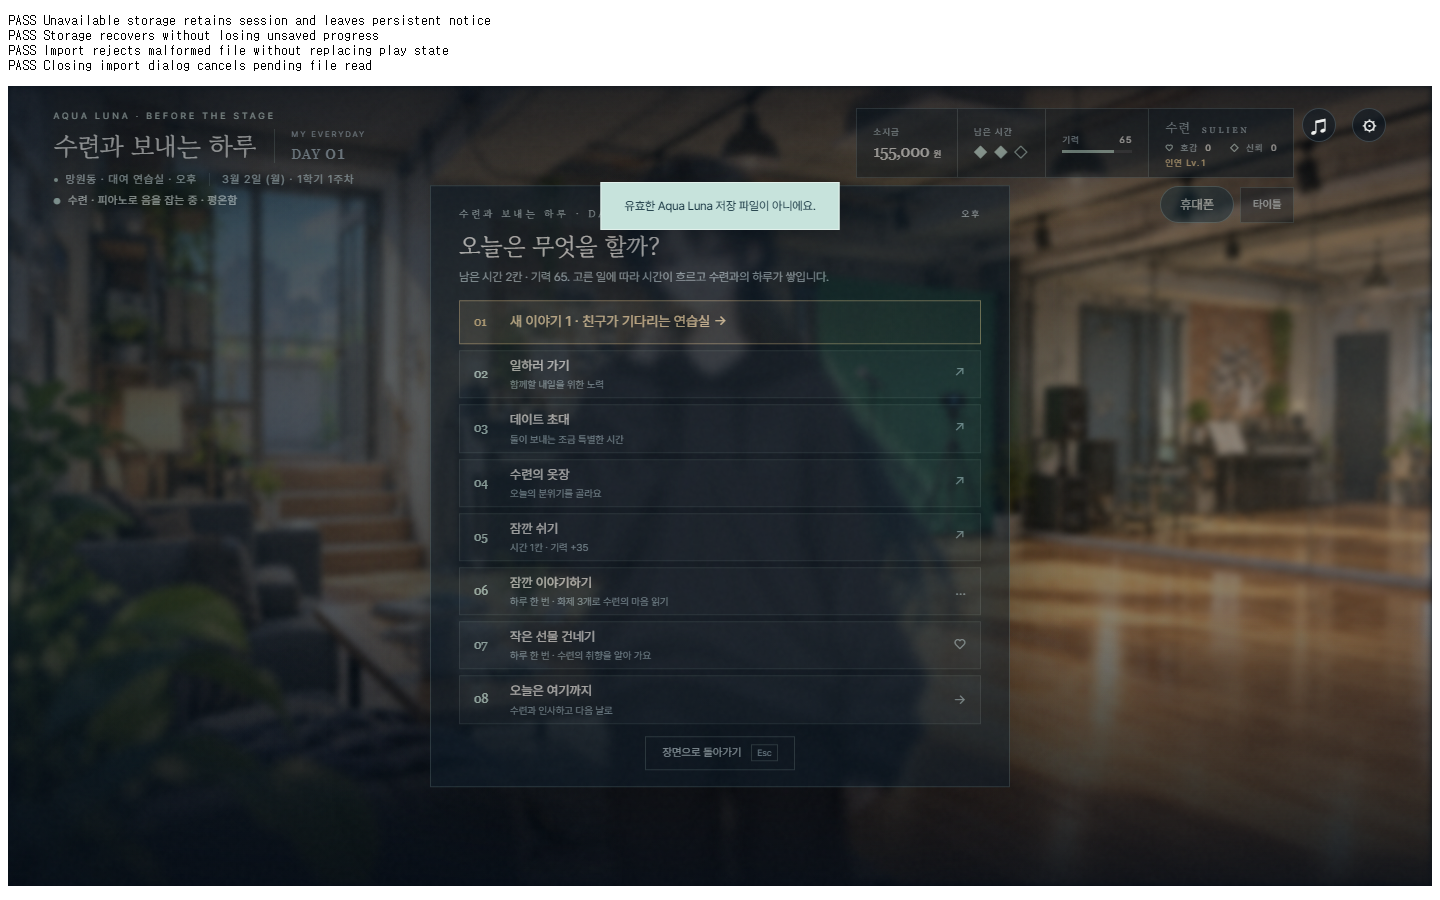 PASS Unavailable storage retains session and leaves persistent notice
PASS Storage recovers without losing unsaved progress
PASS Import rejects malformed file without replacing play state
PASS Closing import dialog cancels pending file read
AQUA LUNA · BEFORE THE STAGE
수련과 보내는 하루
MY EVERYDAY
DAY 01
망원동 · 대여 연습실 · 오후 3월 2일 (월) · 1학기 1주차
수련 · 피아노로 음을 잡는 중 · 평온함
소지금
155,000 원
남은 시간
기력 65
수련 SULIEN
호감 0 신뢰 0
인연 Lv.1
휴대폰
타이틀
유효한 Aqua Luna 저장 파일이 아니에요.
수련과 보내는 하루 · DA
오후
오늘은 무엇을 할까?
남은 시간 2칸 · 기력 65. 고른 일에 따라 시간이 흐르고 수련과의 하루가 쌓입니다.
01 새 이야기 1 · 친구가 기다리는 연습실 →
02 일하러 가기 ↗
함께할 내일을 위한 노력
03 데이트 초대 ↗
둘이 보내는 조금 특별한 시간
04 수련의 옷장 ↗
오늘의 분위기를 골라요
05 잠깐 쉬기 ↗
시간 1칸 · 기력 +35
06 잠깐 이야기하기 …
하루 한 번 · 화제 3개로 수련의 마음 읽기
07 작은 선물 건네기 ♡
하루 한 번 · 수련의 취향을 알아 가요
08 오늘은 여기까지 →
수련과 인사하고 다음 날로
장면으로 돌아가기 Esc